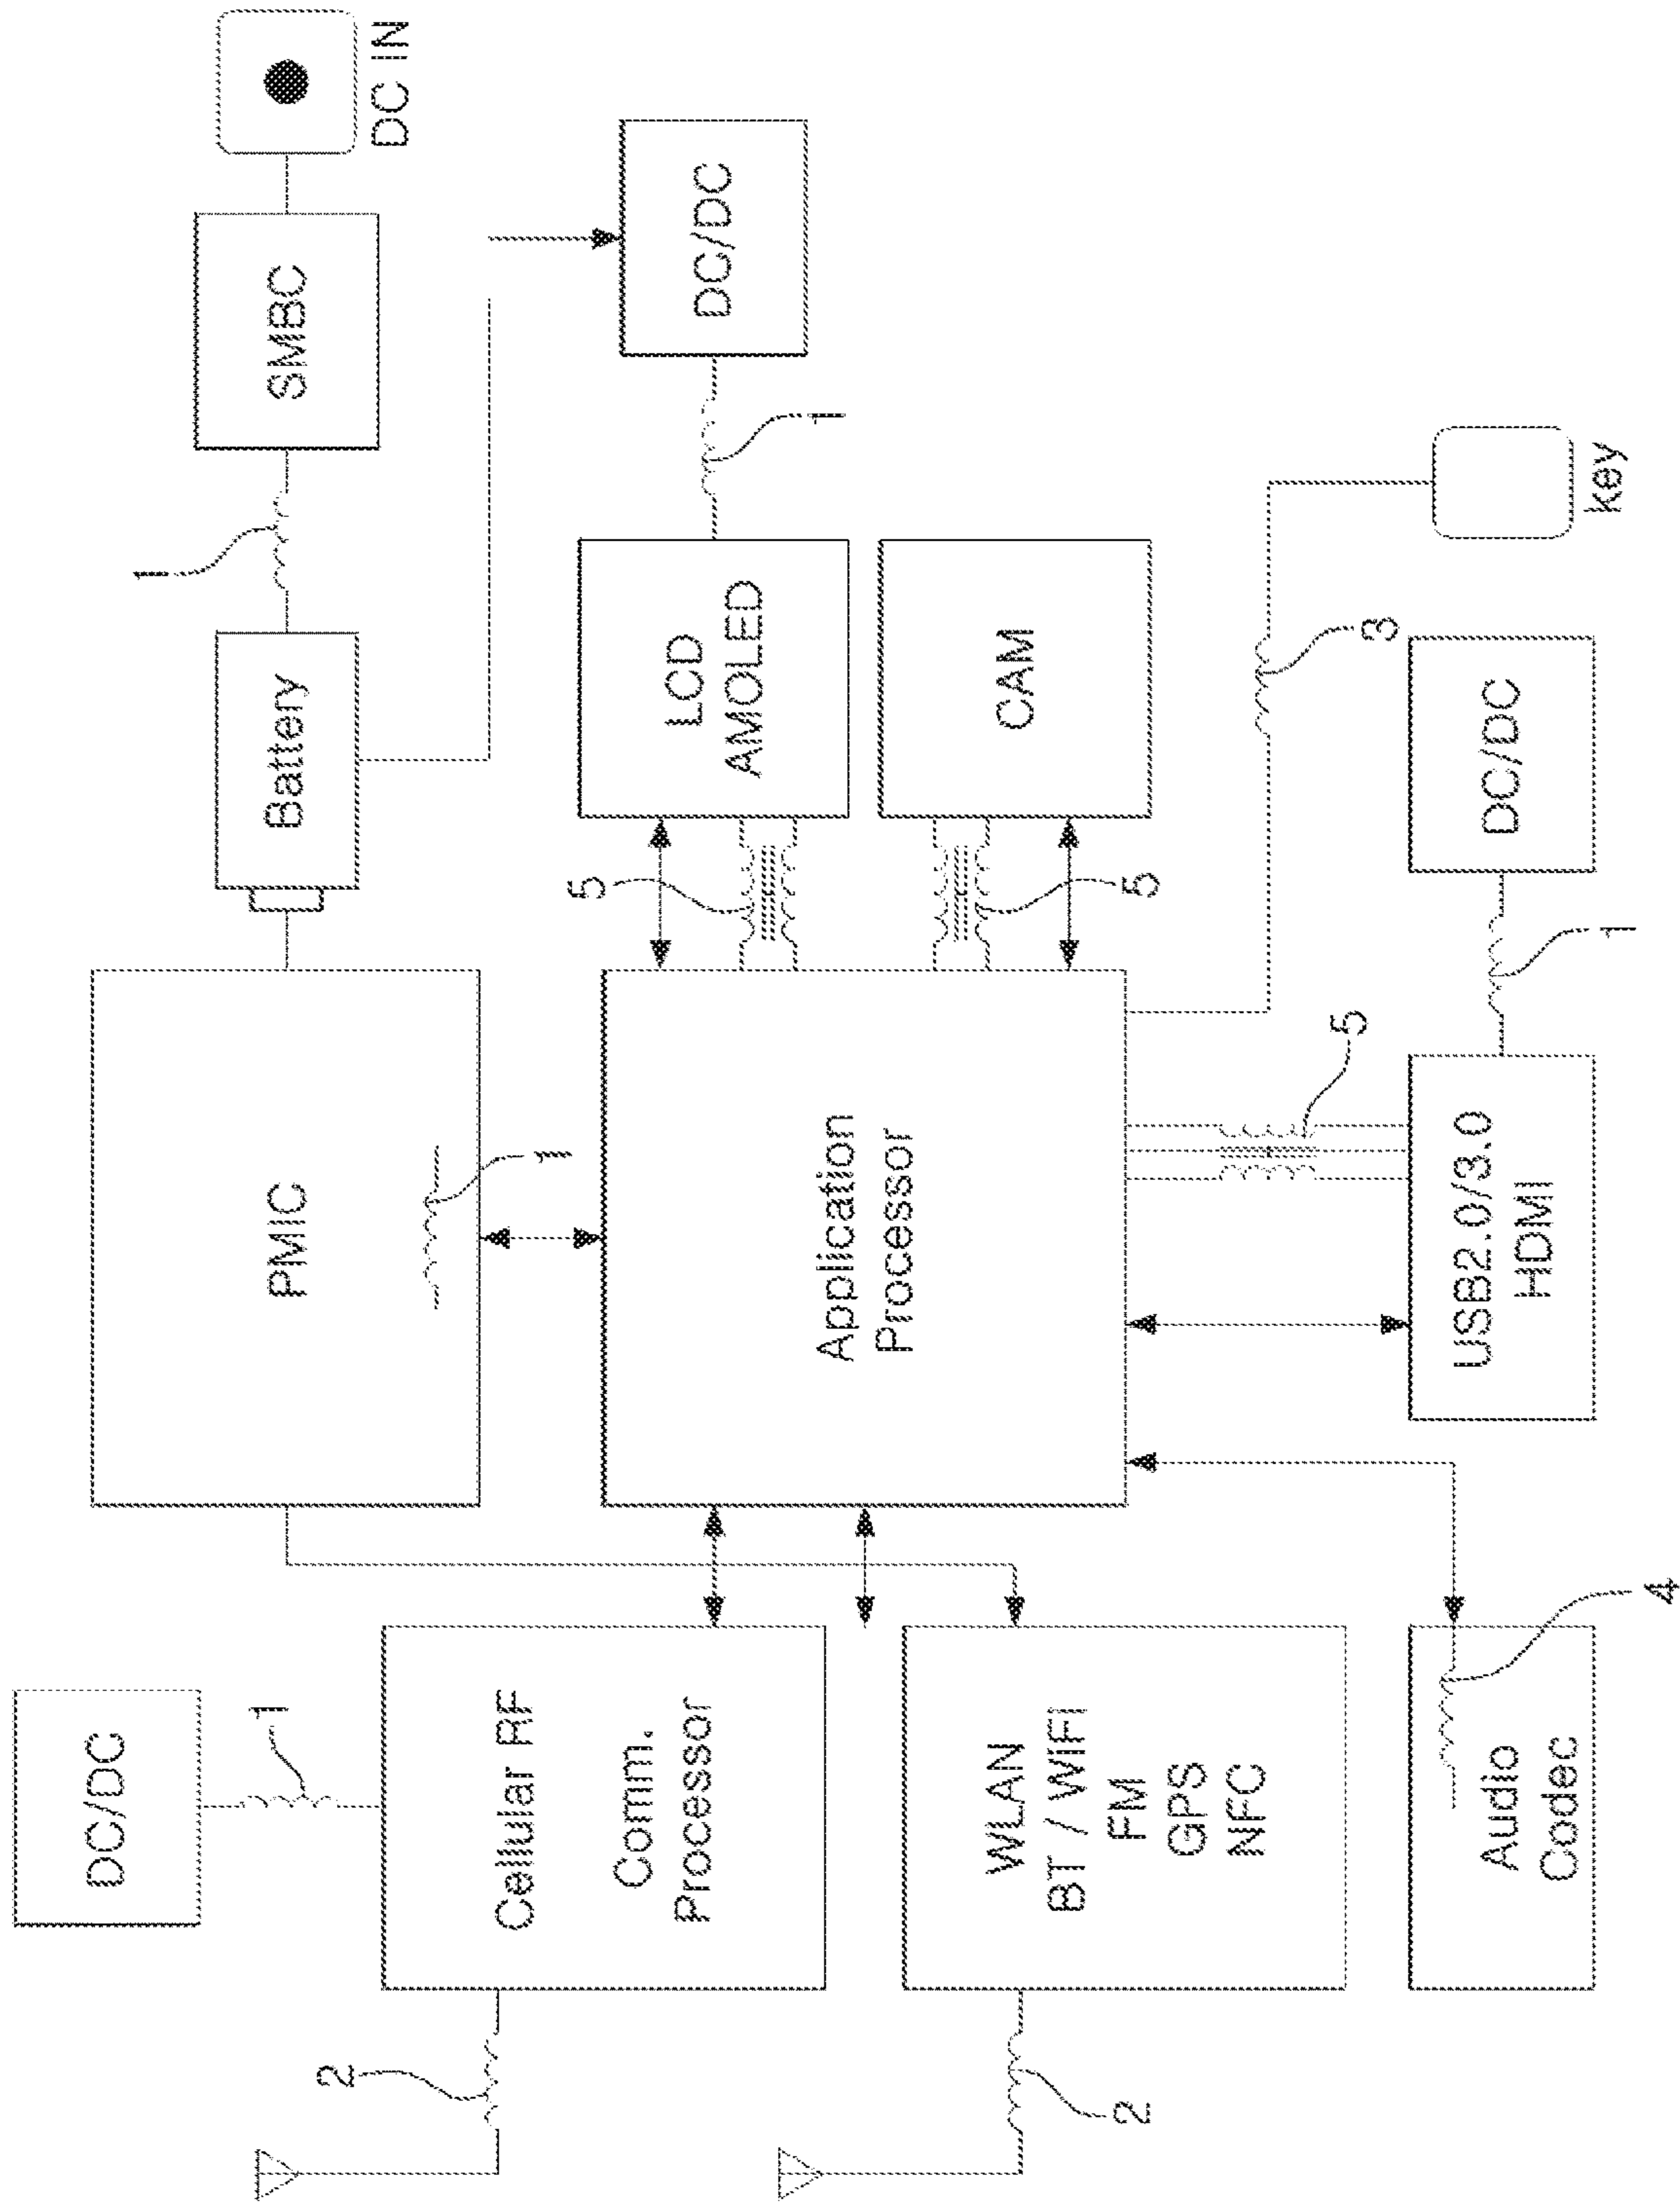 DC/DC
1
PMIC
1
Battery
1
SMBC
DC IN
2
Cellular RF
Comm.
Processor
Application
Processor
5
LCD
AMOLED
1
DC/DC
2
WLAN
BT / WIFI
FM
GPS
NFC
5
CAM
3
key
Audio
Codec
4
USB2.0/3.0
HDMI
5
1
DC/DC